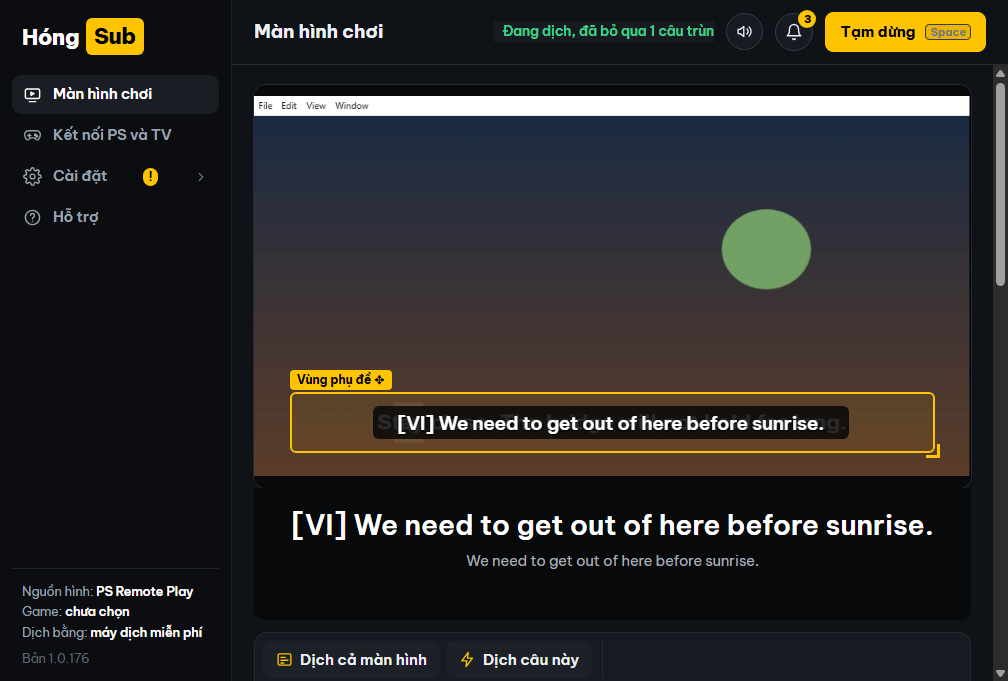 Hóng Sub
Màn hình chơi
Kết nối PS và TV
Cài đặt !
Hỗ trợ
Nguồn hình: PS Remote Play
Game: chưa chọn
Dịch bằng: máy dịch miễn phí
Bản 1.0.176
Màn hình chơi
Đang dịch, đã bỏ qua 1 câu trùn
3
Tạm dừng Space
File Edit View Window
Vùng phụ đề
[VI] We need to get out of here before sunrise.
[VI] We need to get out of here before sunrise.
We need to get out of here before sunrise.
Dịch cả màn hình
Dịch câu này